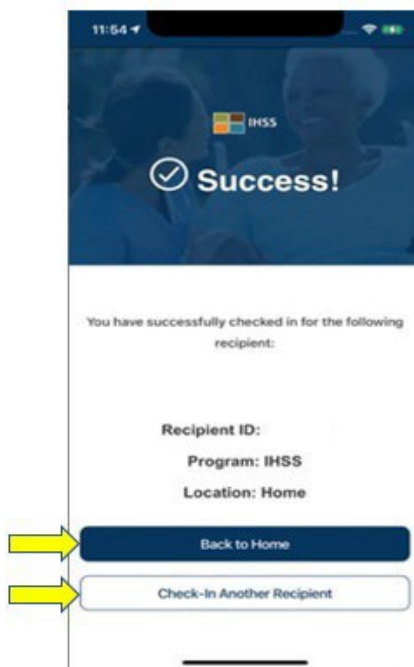 11:54
IHSS
Success!
You have successfully checked in for the following
recipient:
Recipient ID:
Program: IHSS
Location: Home
Back to Home
Check-In Another Recipient